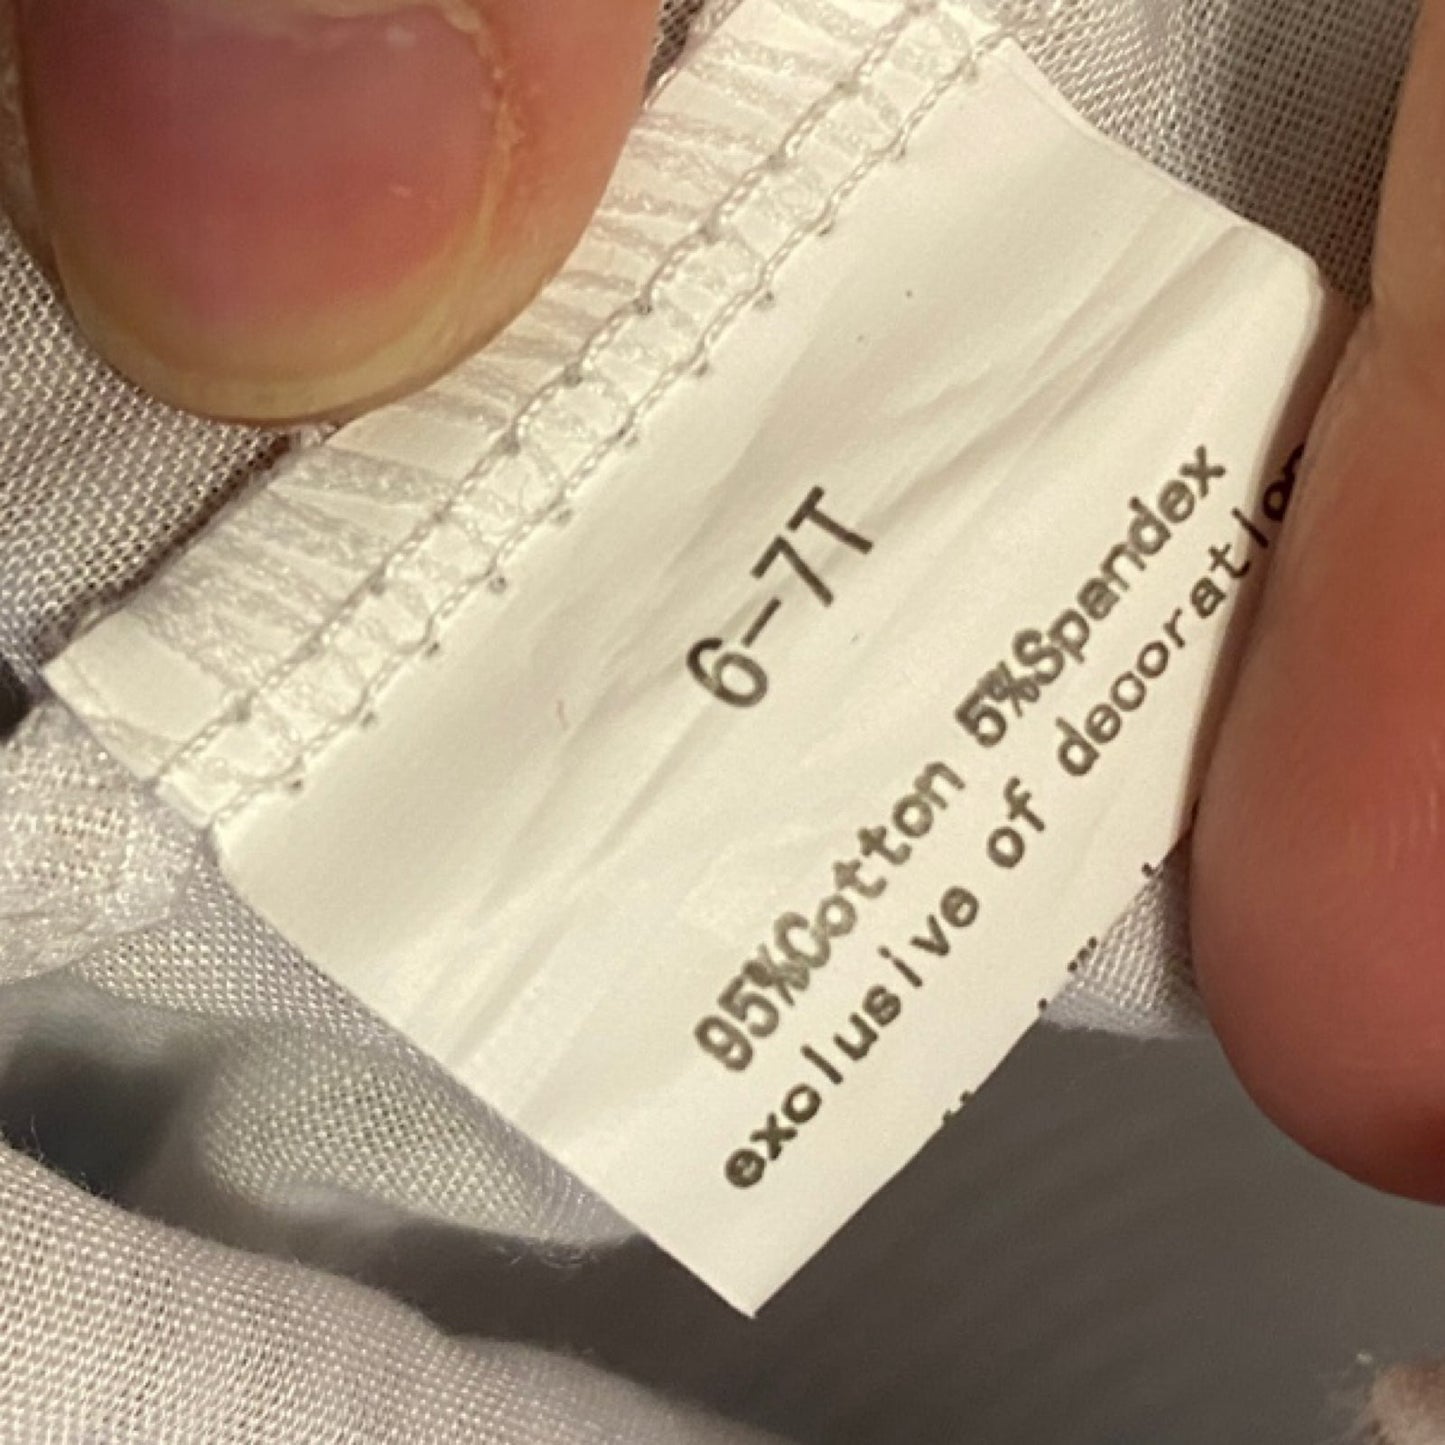 6-7T
95%Cotton 5%Spandex
exclusive of decoration